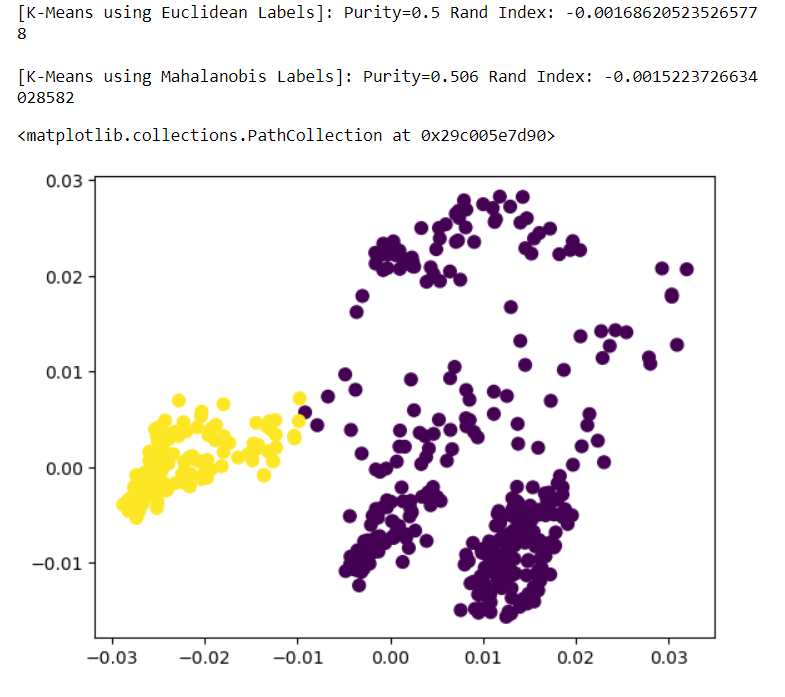 [K-Means using Euclidean Labels]: Purity=0.5 Rand Index: -0.00168620523526577
8
[K-Means using Mahalanobis Labels]: Purity=0.506 Rand Index: -0.0015223726634
028582
<matplotlib.collections.PathCollection at 0x29c005e7d90>
0.03
0.02
0.01
0.00
−0.01
−0.03 −0.02 −0.01 0.00 0.01 0.02 0.03